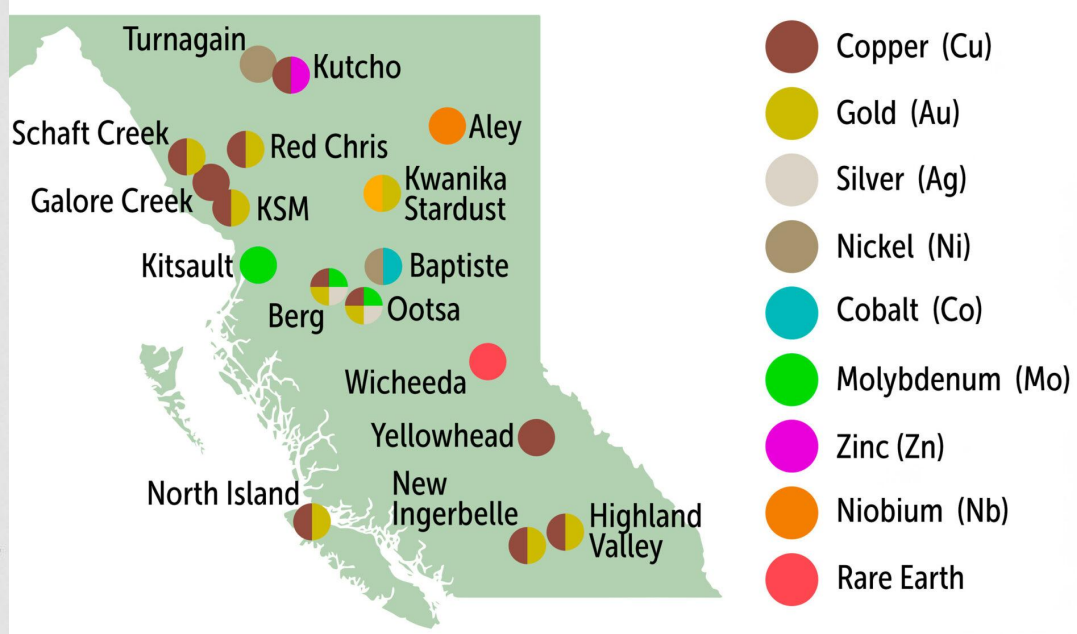 Turnagain
Kutcho
Schaft Creek
Red Chris
Aley
Galore Creek
KSM
Kwanika
Stardust
Kitsault
Baptiste
Berg
Ootsa
Wicheeda
Yellowhead
North Island
New
Ingerbelle
Highland
Valley
Copper (Cu)
Gold (Au)
Silver (Ag)
Nickel (Ni)
Cobalt (Co)
Molybdenum (Mo)
Zinc (Zn)
Niobium (Nb)
Rare Earth